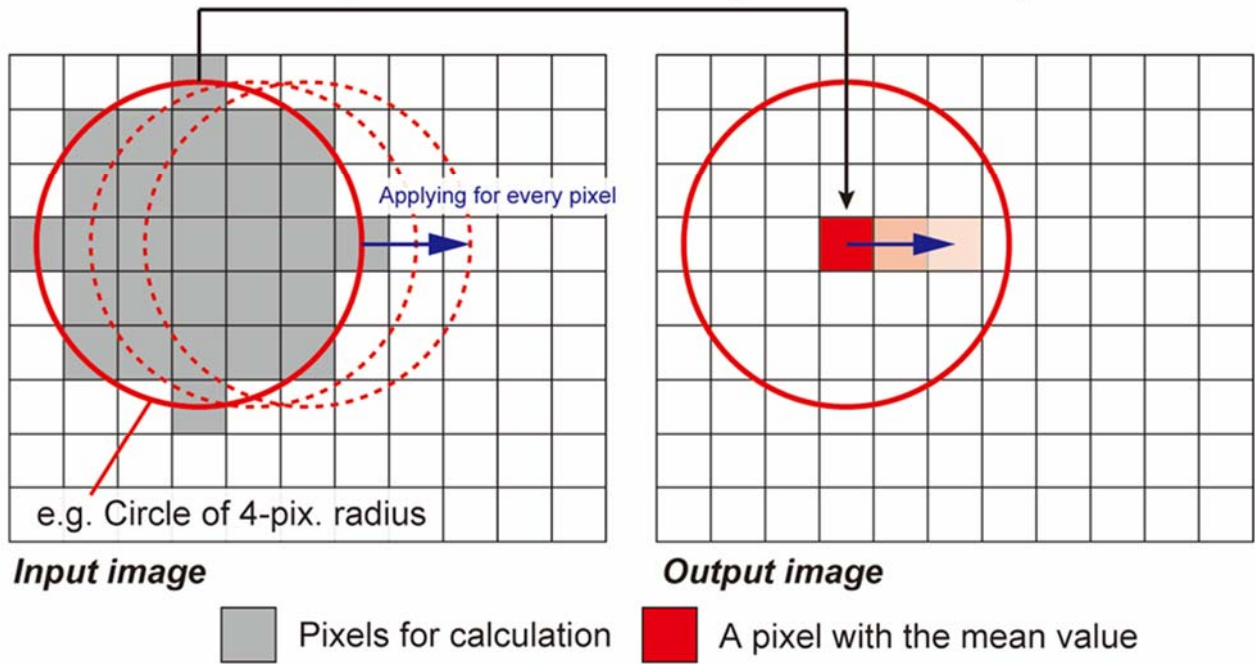 Applying for every pixel
e.g. Circle of 4-pix. radius
Input image
Output image
Pixels for calculation
A pixel with the mean value